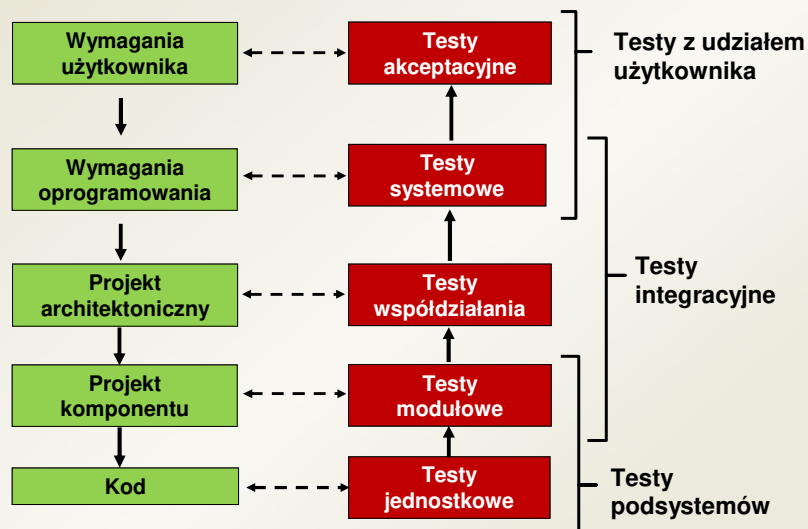 Wymagania
użytkownika
Testy
akceptacyjne
Testy z udziałem
użytkownika
Wymagania
oprogramowania
Testy
systemowe
Projekt
architektoniczny
Testy
współdziałania
Testy
integracyjne
Projekt
komponentu
Testy
modułowe
Kod
Testy
jednostkowe
Testy
podsystemów